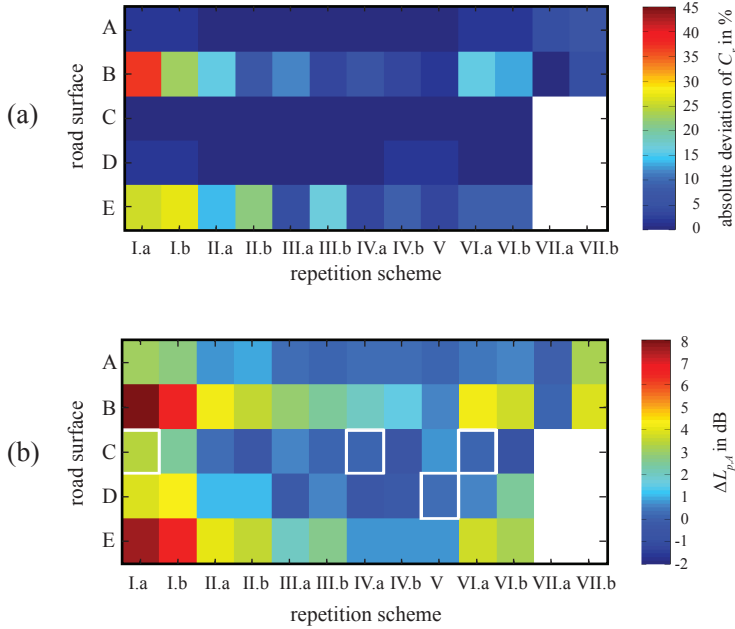 (a)
road surface
A
B
C
D
E
I.a I.b II.a II.b III.a III.b IV.a IV.b V VI.a VI.b VII.a VII.b
repetition scheme
45
40
35
30
25
20
15
10
5
0
absolute deviation of C_r in %
(b)
road surface
A
B
C
D
E
I.a I.b II.a II.b III.a III.b IV.a IV.b V VI.a VI.b VII.a VII.b
repetition scheme
8
7
6
5
4
3
2
1
0
-1
-2
ΔL_{p,A} in dB